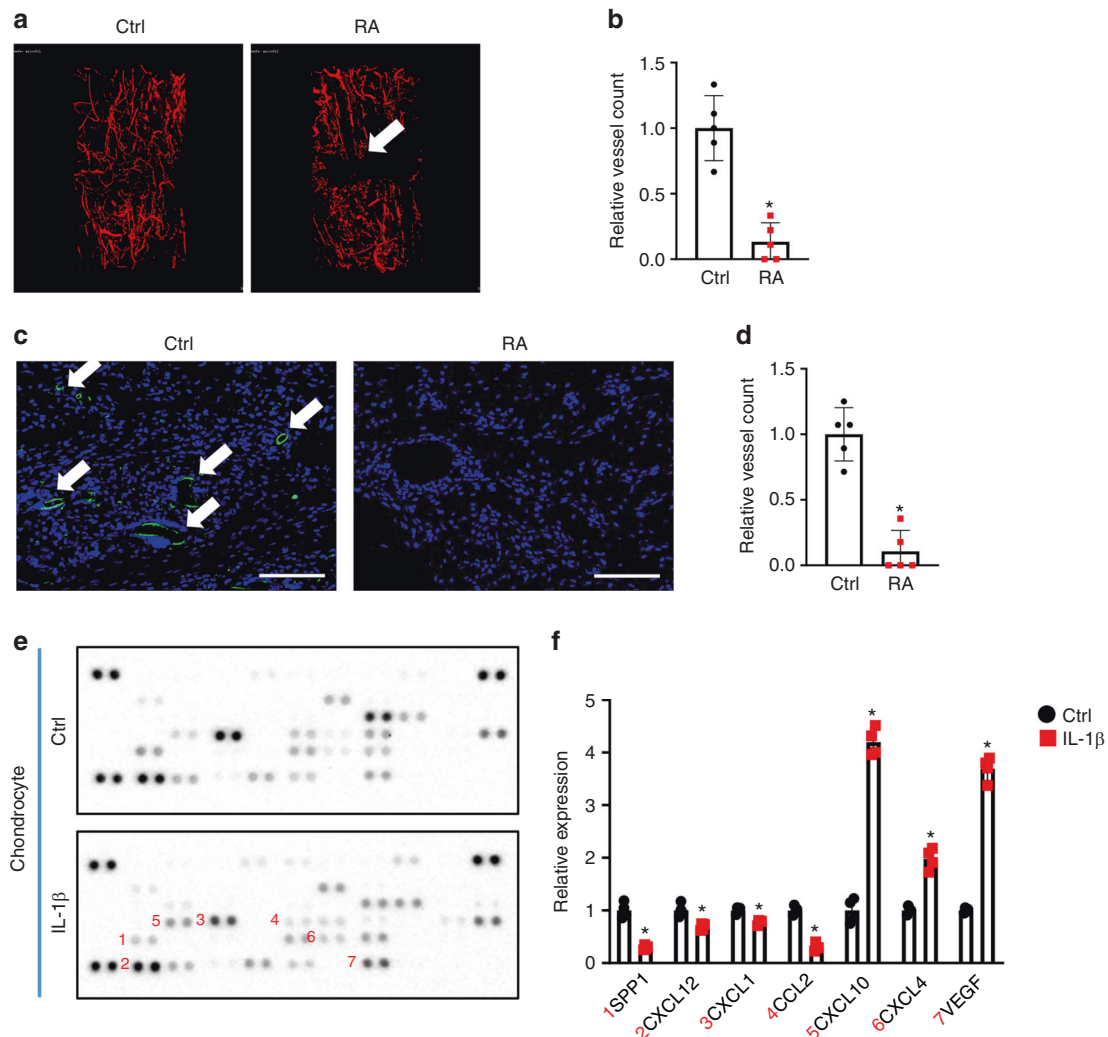 a
Ctrl
RA
b
Relative vessel count
1.5
1.0
0.5
0.0
*
Ctrl
RA
c
Ctrl
RA
d
Relative vessel count
1.5
1.0
0.5
0.0
*
Ctrl
RA
e
Chondrocyte
Ctrl
IL-1β
5 3 4
1 6
2 7
f
Relative expression
5
4
3
2
1
0
* * * * * * *
1SPP1
2CXCL12
3CXCL1
4CCL2
5CXCL10
6CXCL4
7VEGF
Ctrl
IL-1β